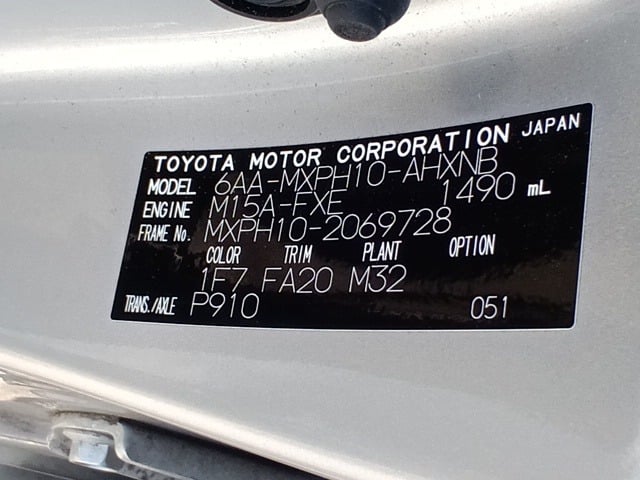 TOYOTA MOTOR CORPORATION JAPAN
MODEL 6AA-MXPH10-AHXNB
ENGINE M15A-FXE 1490 mL
FRAME No. MXPH10-2069728
COLOR TRIM PLANT OPTION
1F7 FA20 M32
TRANS./AXLE P910 051